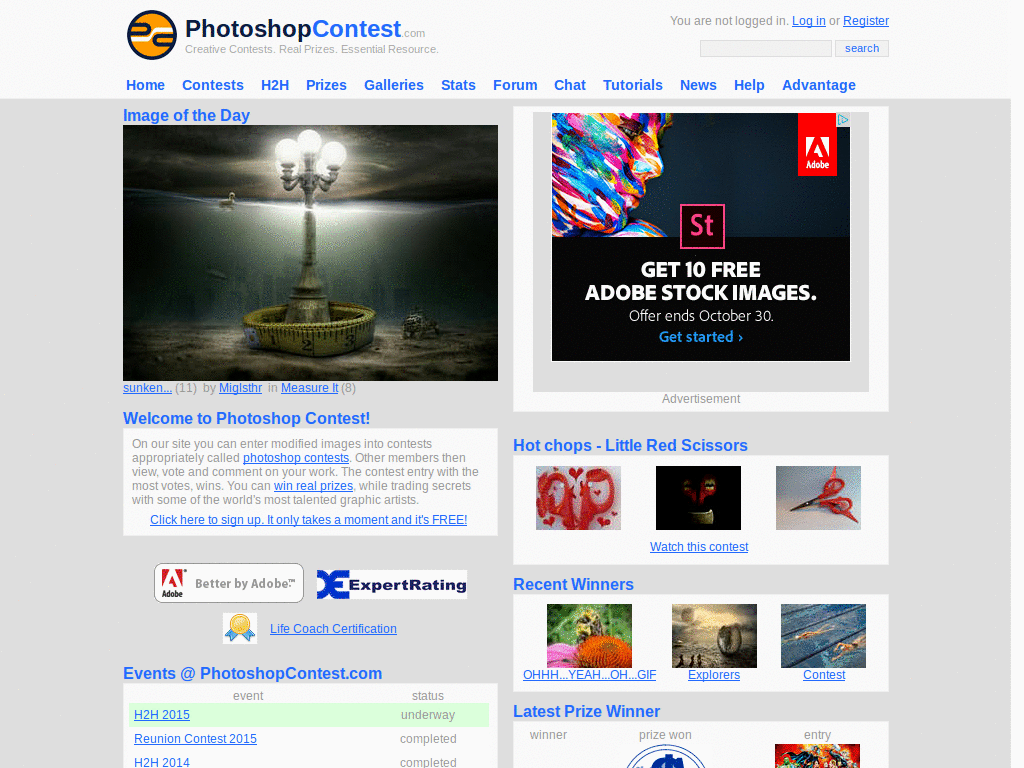 PhotoshopContest.com
Creative Contests. Real Prizes. Essential Resource.
You are not logged in. Log in or Register
search
Home Contests H2H Prizes Galleries Stats Forum Chat Tutorials News Help Advantage
Image of the Day
sunken... (11) by MigIsthr in Measure It (8)
Welcome to Photoshop Contest!
On our site you can enter modified images into contests
appropriately called photoshop contests. Other members then
view, vote and comment on your work. The contest entry with the
most votes, wins. You can win real prizes, while trading secrets
with some of the world's most talented graphic artists.
Click here to sign up. It only takes a moment and it's FREE!
Adobe
Better by Adobe.™
ExpertRating
Life Coach Certification
Events @ PhotoshopContest.com
event status
H2H 2015 underway
Reunion Contest 2015 completed
H2H 2014 completed
Adobe
St
GET 10 FREE
ADOBE STOCK IMAGES.
Offer ends October 30.
Get started ›
Advertisement
Hot chops - Little Red Scissors
Watch this contest
Recent Winners
OHHH...YEAH...OH...GIF Explorers Contest
Latest Prize Winner
winner prize won entry